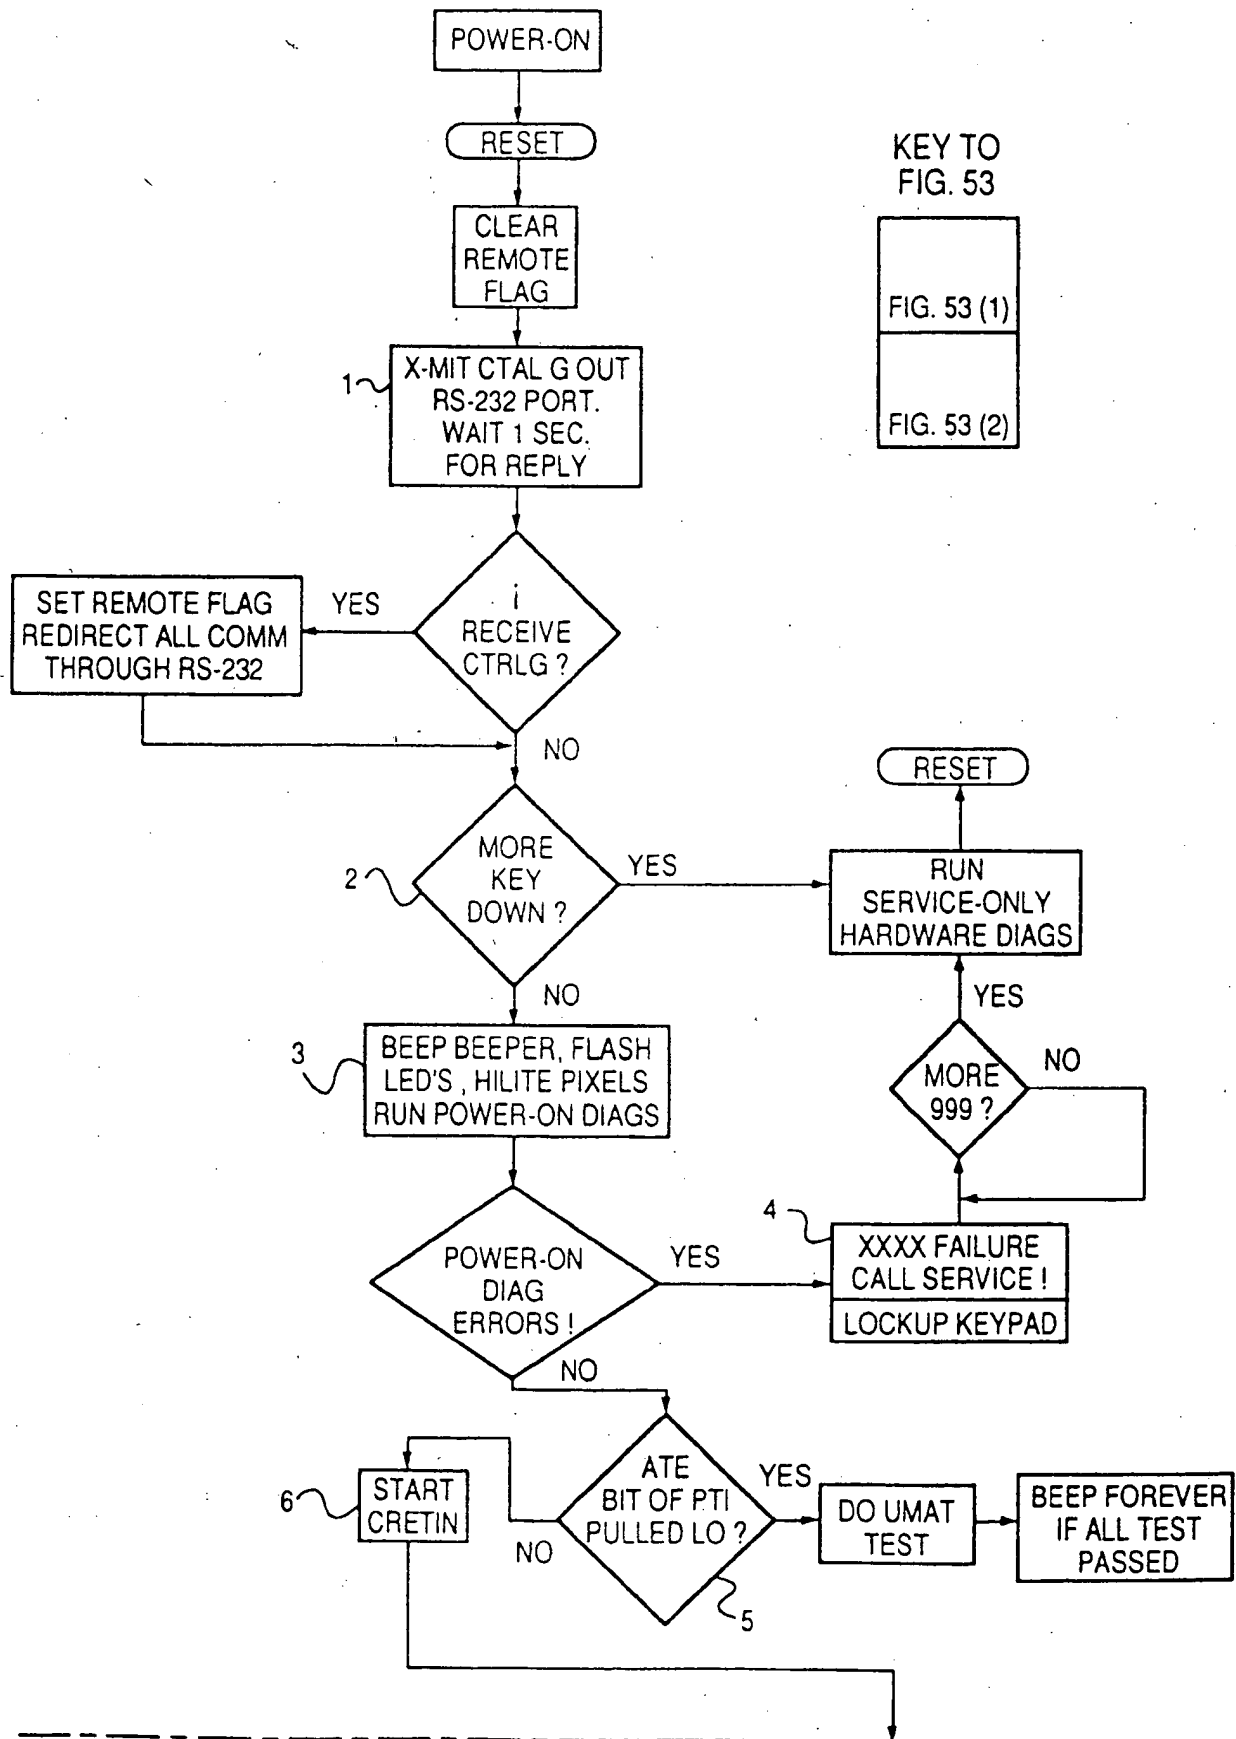 POWER-ON
RESET
KEY TO
FIG. 53
FIG. 53 (1)
FIG. 53 (2)
CLEAR
REMOTE
FLAG
1
X-MIT CTAL G OUT
RS-232 PORT.
WAIT 1 SEC.
FOR REPLY
i
RECEIVE
CTRLG ?
YES
SET REMOTE FLAG
REDIRECT ALL COMM
THROUGH RS-232
NO
2
MORE
KEY
DOWN ?
YES
RESET
RUN
SERVICE-ONLY
HARDWARE DIAGS
NO
YES
3
BEEP BEEPER, FLASH
LED'S , HILITE PIXELS
RUN POWER-ON DIAGS
MORE
999 ?
NO
POWER-ON
DIAG
ERRORS !
YES
4
XXXX FAILURE
CALL SERVICE !
LOCKUP KEYPAD
NO
ATE
BIT OF PTI
PULLED LO ?
5
YES
DO UMAT
TEST
BEEP FOREVER
IF ALL TEST
PASSED
NO
6
START
CRETIN